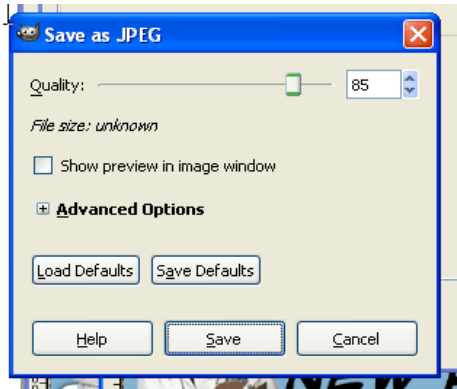 Save as JPEG
Quality: 85
File size: unknown
Show preview in image window
Advanced Options
Load Defaults Save Defaults
Help Save Cancel
NEW